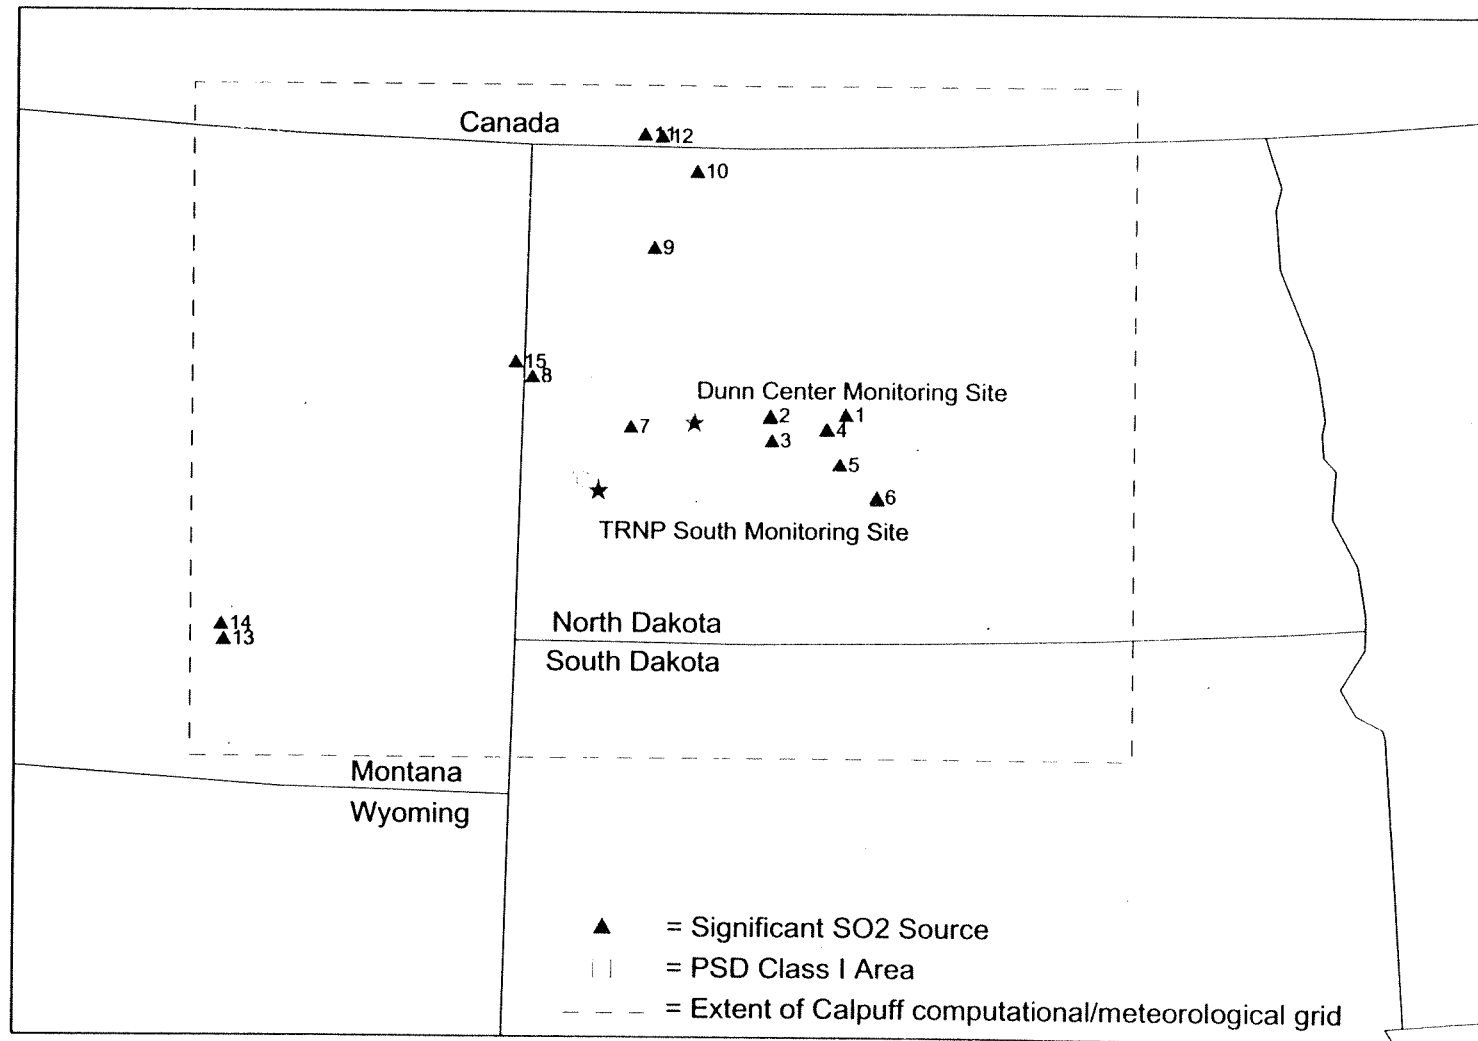 Canada
11
12
10
9
15
8
Dunn Center Monitoring Site
7
2
1
4
3
5
6
TRNP South Monitoring Site
14
13
North Dakota
South Dakota
Montana
Wyoming
= Significant SO2 Source
= PSD Class I Area
= Extent of Calpuff computational/meteorological grid